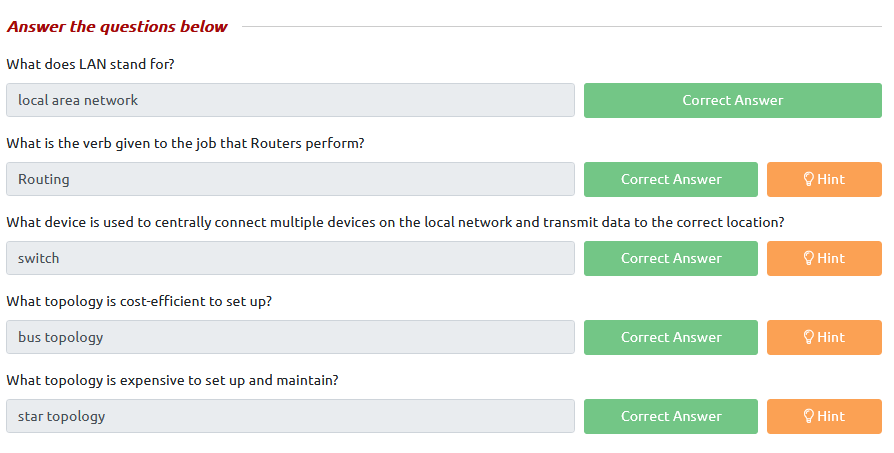 Answer the questions below
What does LAN stand for?
local area network
Correct Answer
What is the verb given to the job that Routers perform?
Routing
Correct Answer
Hint
What device is used to centrally connect multiple devices on the local network and transmit data to the correct location?
switch
Correct Answer
Hint
What topology is cost-efficient to set up?
bus topology
Correct Answer
Hint
What topology is expensive to set up and maintain?
star topology
Correct Answer
Hint